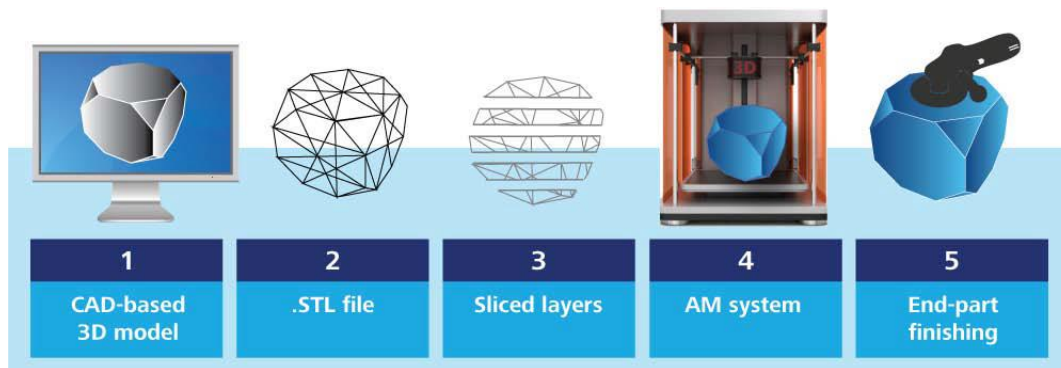 3D
1
CAD-based
3D model
2
.STL file
3
Sliced layers
4
AM system
5
End-part
finishing